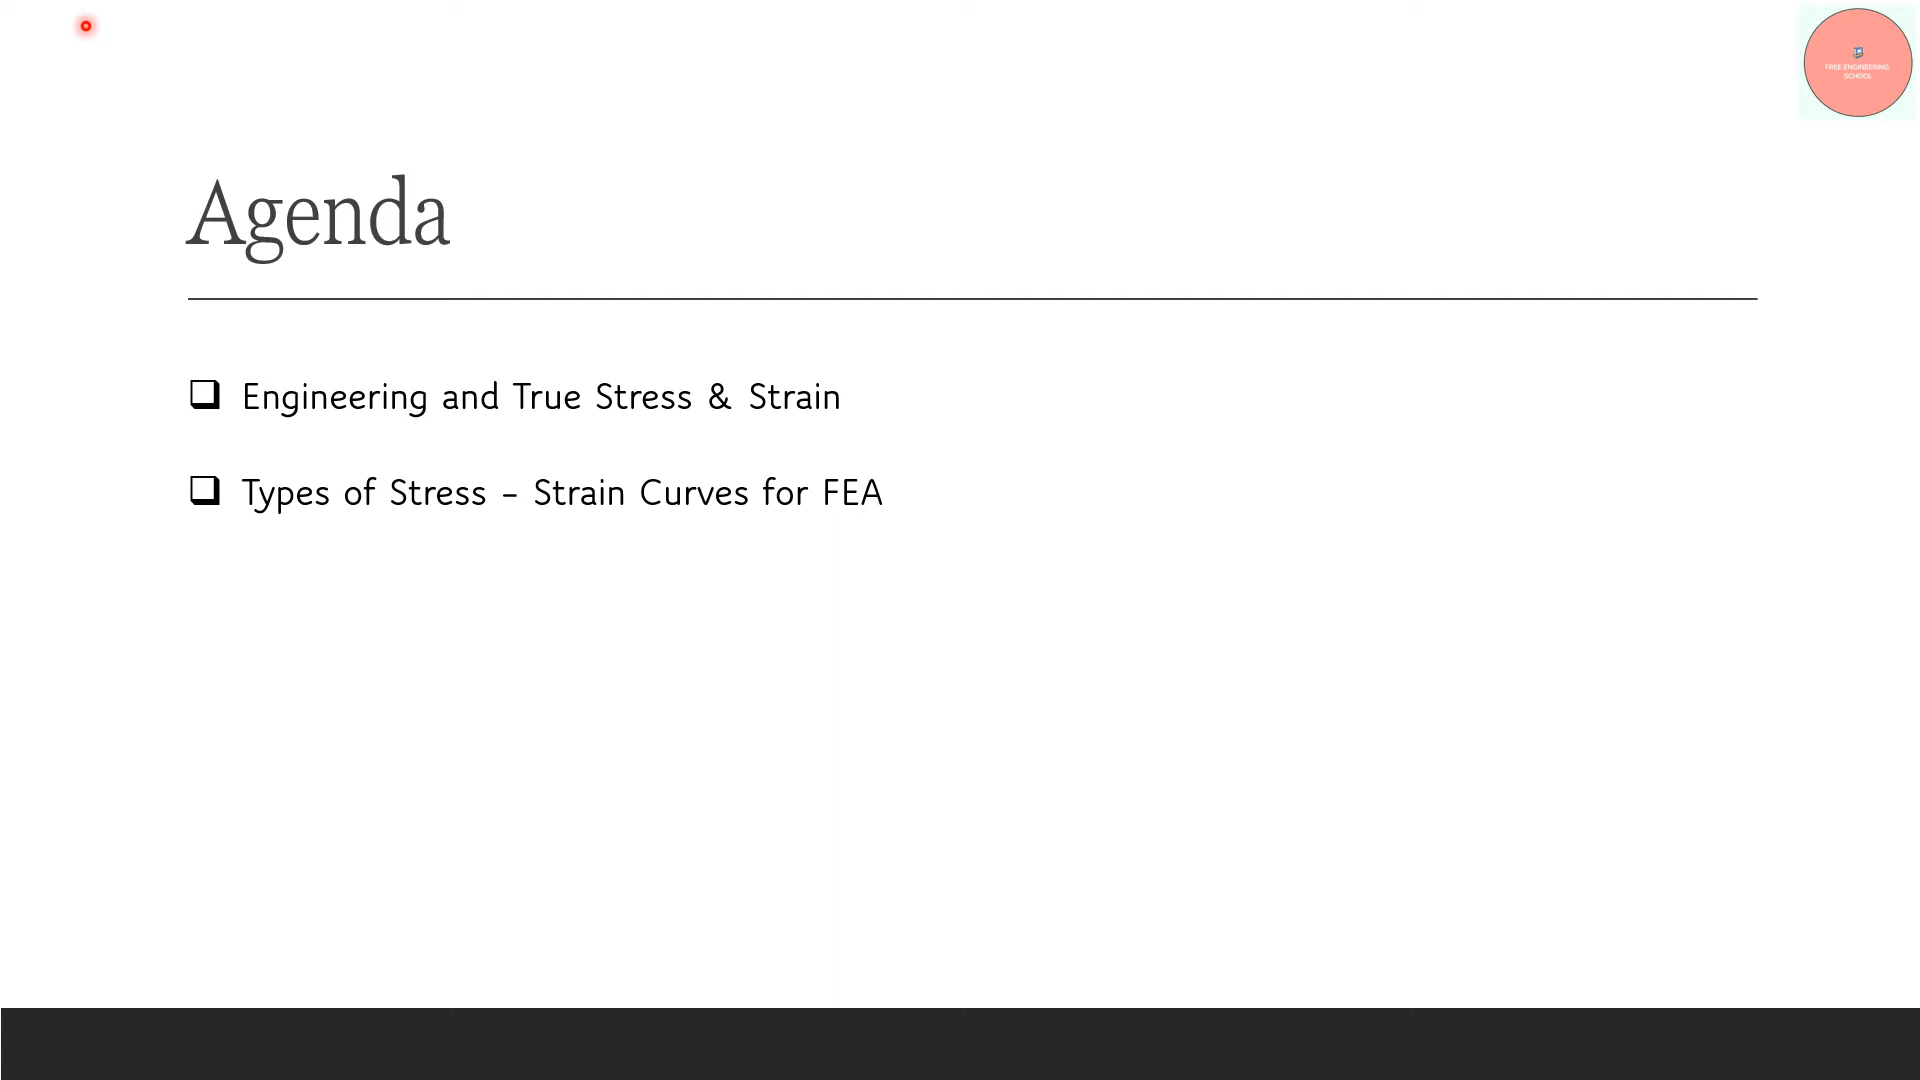 FREE ENGINEERING
SCHOOL
Agenda
Engineering and True Stress & Strain
Types of Stress – Strain Curves for FEA